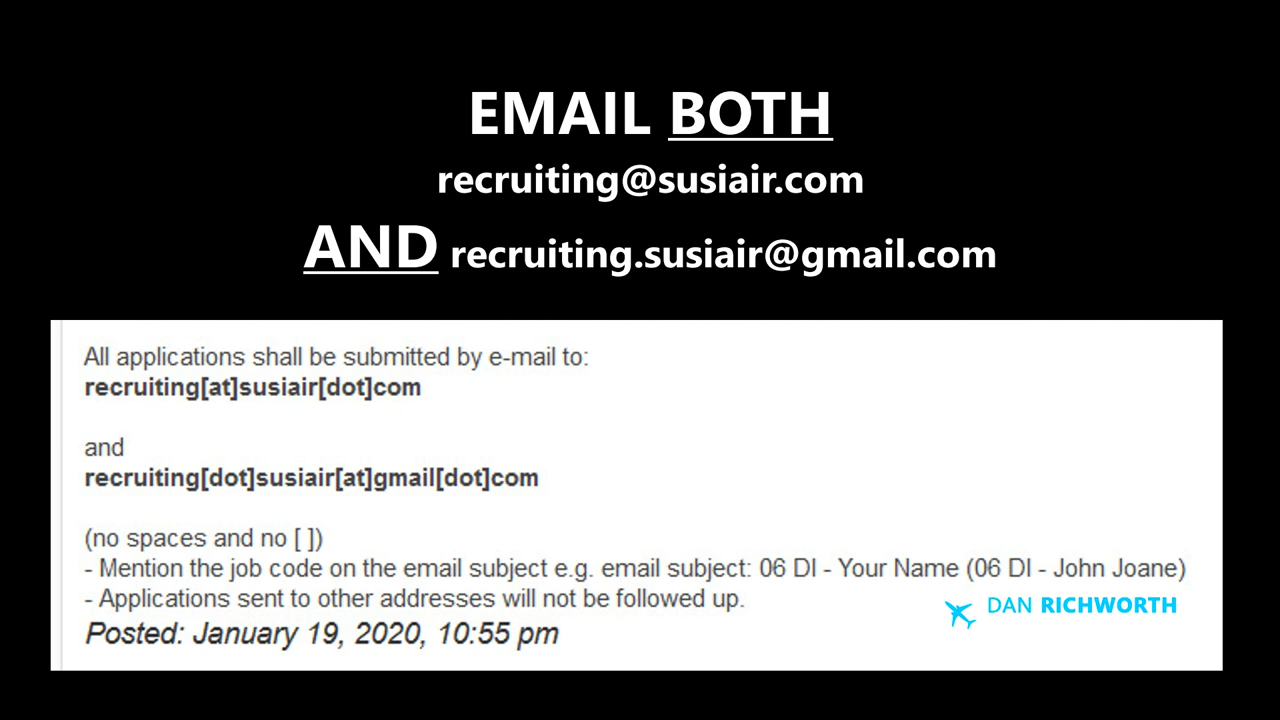 EMAIL BOTH
recruiting@susiair.com
AND recruiting.susiair@gmail.com
All applications shall be submitted by e-mail to:
recruiting[at]susiair[dot]com
and
recruiting[dot]susiair[at]gmail[dot]com
(no spaces and no [ ])
- Mention the job code on the email subject e.g. email subject: 06 DI - Your Name (06 DI - John Joane)
- Applications sent to other addresses will not be followed up.
DAN RICHWORTH
Posted: January 19, 2020, 10:55 pm